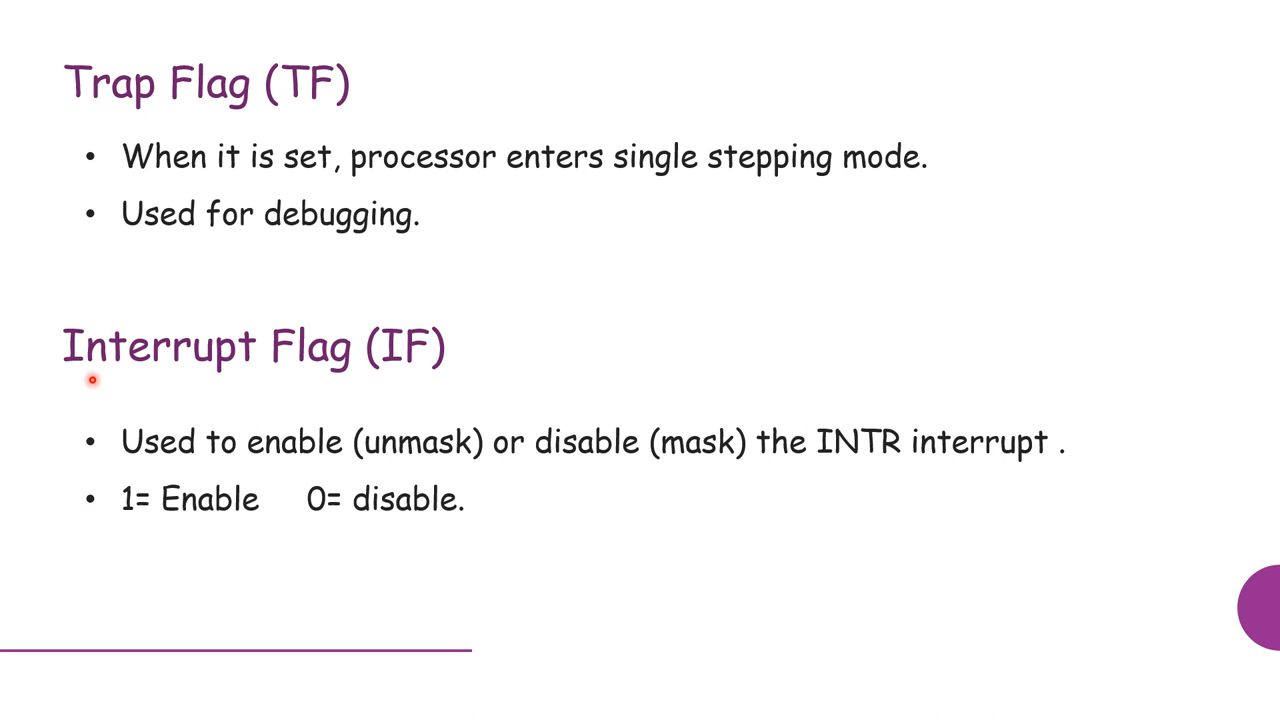 Trap Flag (TF)
• When it is set, processor enters single stepping mode.
• Used for debugging.
Interrupt Flag (IF)
• Used to enable (unmask) or disable (mask) the INTR interrupt .
• 1= Enable 0= disable.